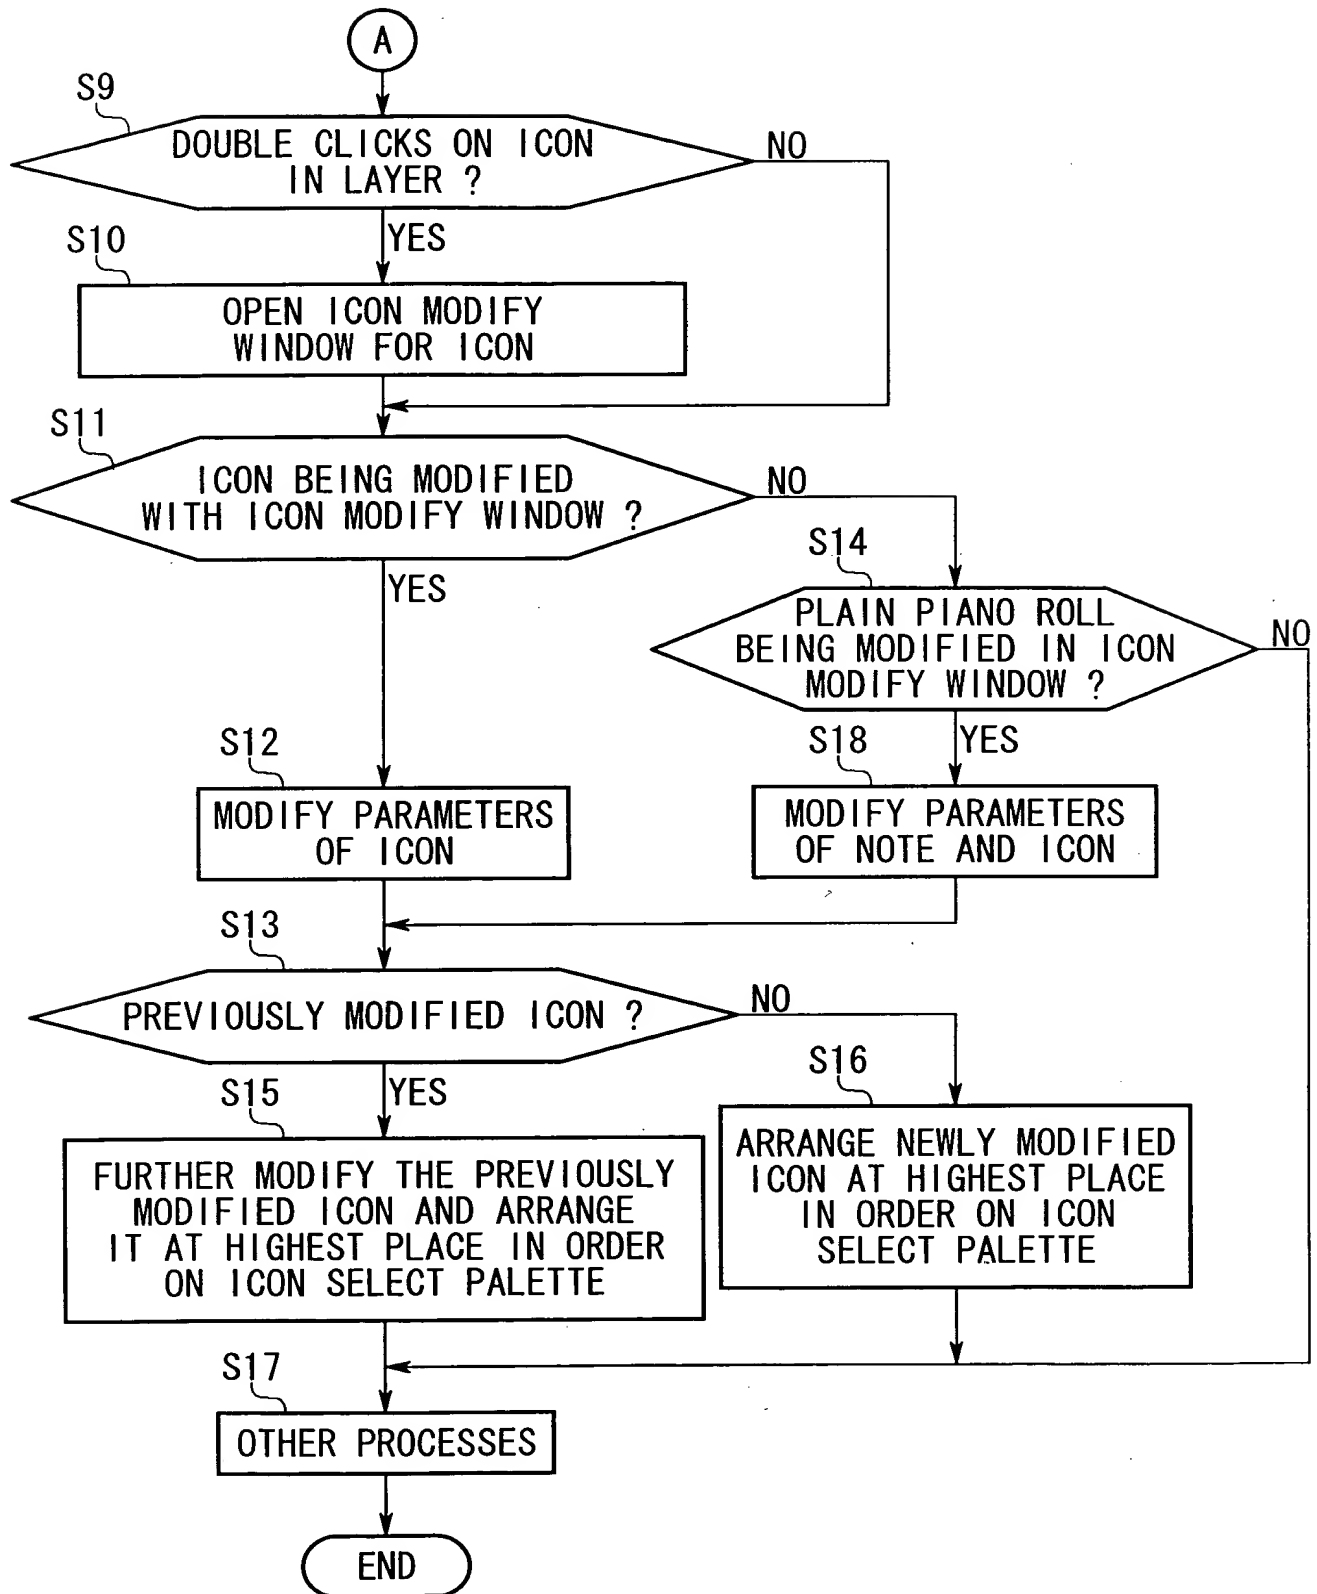 A
S9
DOUBLE CLICKS ON ICON
IN LAYER ?
NO
YES
S10
OPEN ICON MODIFY
WINDOW FOR ICON
S11
ICON BEING MODIFIED
WITH ICON MODIFY WINDOW ?
NO
YES
S14
PLAIN PIANO ROLL
BEING MODIFIED IN ICON
MODIFY WINDOW ?
NO
YES
S12
MODIFY PARAMETERS
OF ICON
S18
MODIFY PARAMETERS
OF NOTE AND ICON
S13
PREVIOUSLY MODIFIED ICON ?
NO
YES
S15
FURTHER MODIFY THE PREVIOUSLY
MODIFIED ICON AND ARRANGE
IT AT HIGHEST PLACE IN ORDER
ON ICON SELECT PALETTE
S16
ARRANGE NEWLY MODIFIED
ICON AT HIGHEST PLACE
IN ORDER ON ICON
SELECT PALETTE
S17
OTHER PROCESSES
END